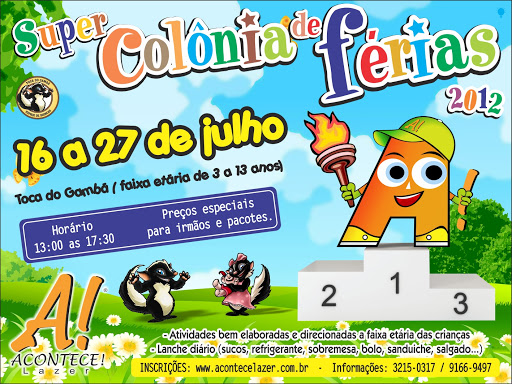 Super Colônia de férias
2012
16 a 27 de julho
Toca do Gambá / faixa etária de 3 a 13 anos)
Horário
13:00 as 17:30
Preços especiais
para irmãos e pacotes.
A
2 1 3
A!
ACONTECE!
Lazer
- Atividades bem elaboradas e direcionadas a faixa etária das crianças
- Lanche diário (sucos, refrigerante, sobremesa, bolo, sanduiche, salgado...)
INSCRIÇÕES: www.acontecelazer.com.br - Informações: 3215-0317 / 9166-9497